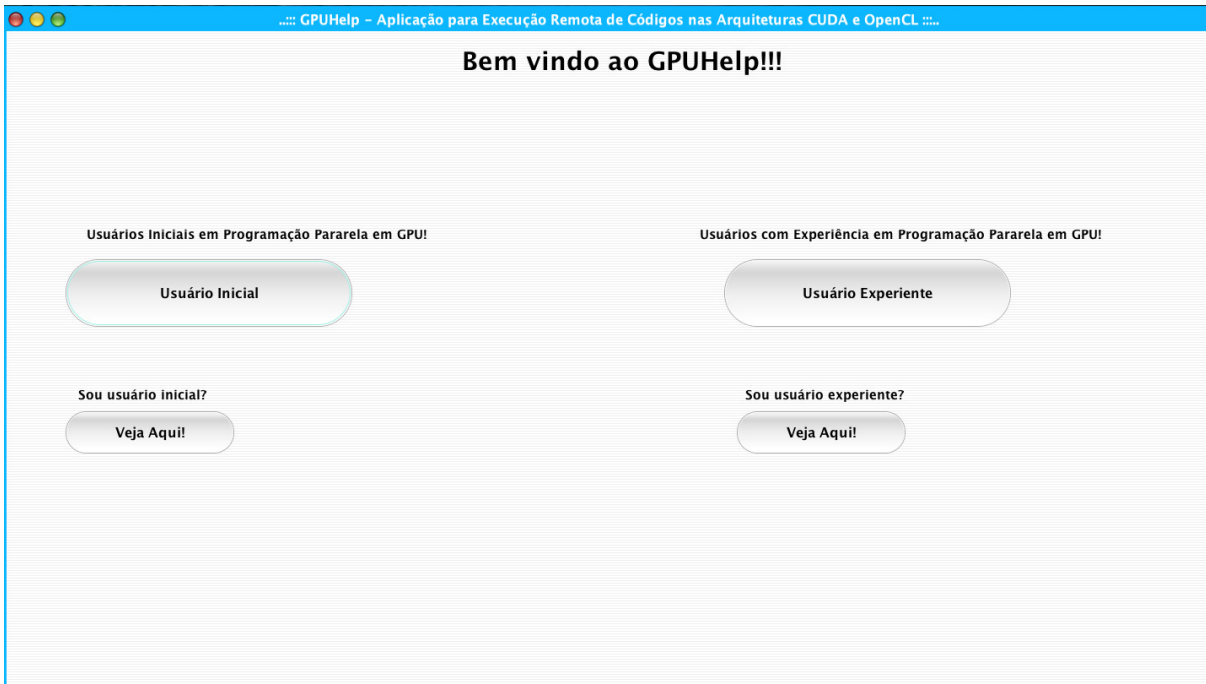 ..::: GPUHelp - Aplicação para Execução Remota de Códigos nas Arquiteturas CUDA e OpenCL :::..
Bem vindo ao GPUHelp!!!
Usuários Iniciais em Programação Pararela em GPU!
Usuários com Experiência em Programação Pararela em GPU!
Usuário Inicial
Usuário Experiente
Sou usuário inicial?
Sou usuário experiente?
Veja Aqui!
Veja Aqui!